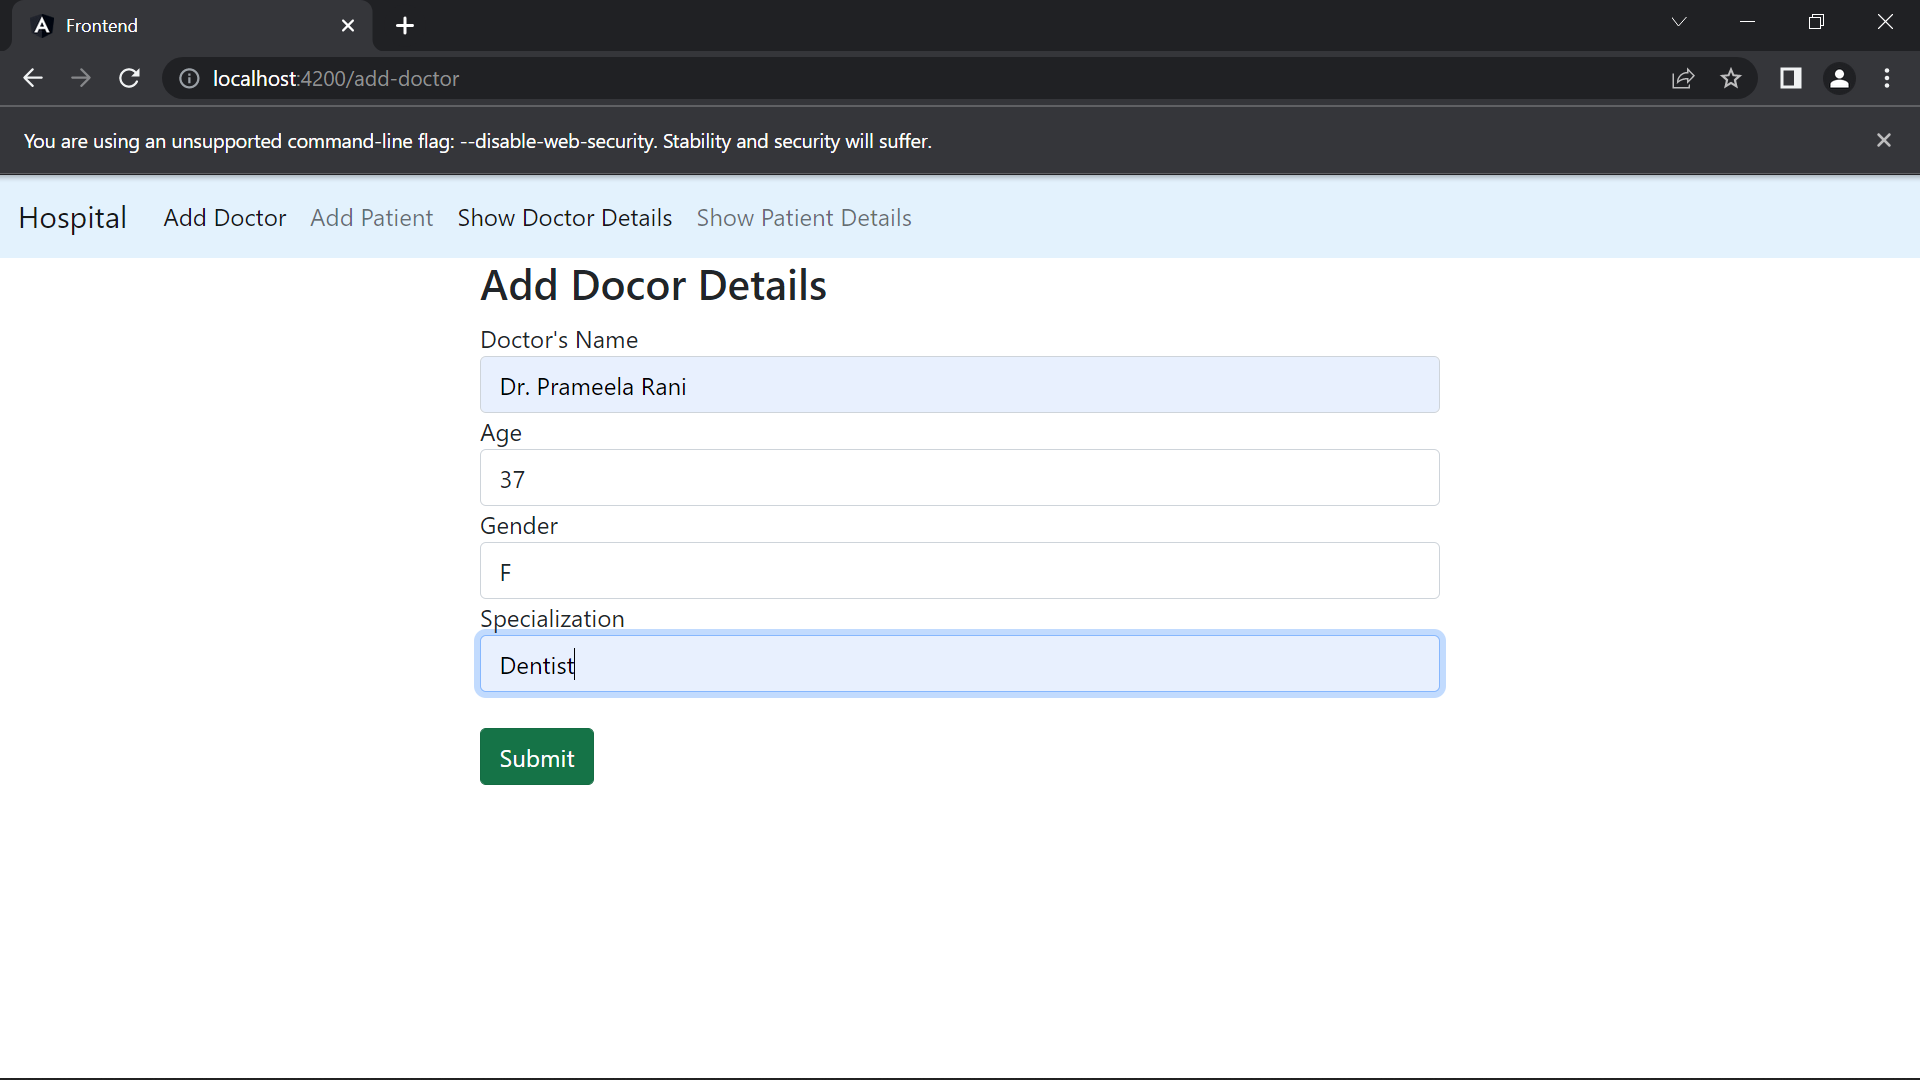 Frontend
localhost:4200/add-doctor
You are using an unsupported command-line flag: --disable-web-security. Stability and security will suffer.
Hospital Add Doctor Add Patient Show Doctor Details Show Patient Details
Add Docor Details
Doctor's Name
Dr. Prameela Rani
Age
37
Gender
F
Specialization
Dentist
Submit